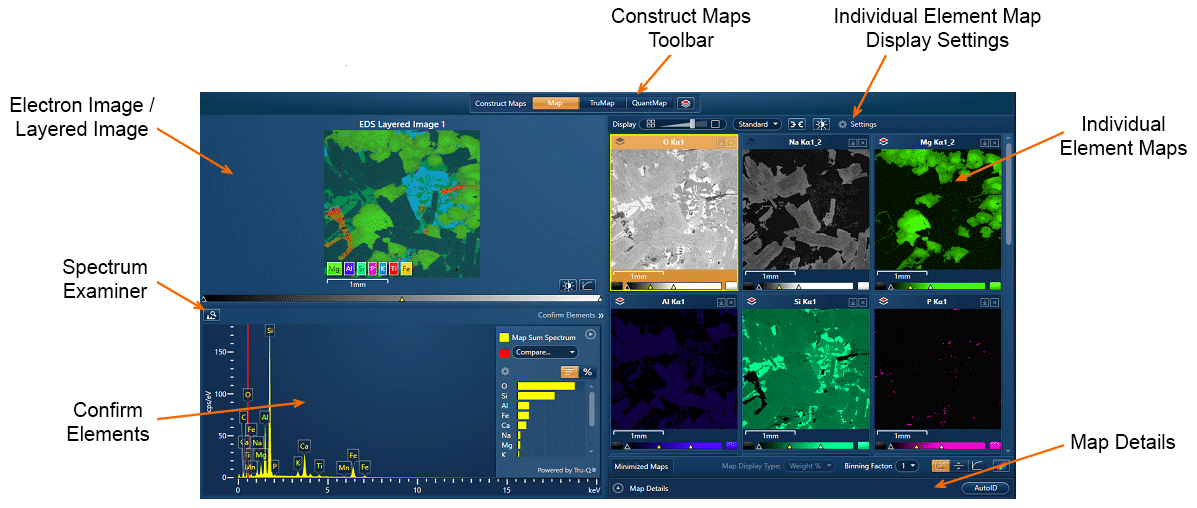 Construct Maps
Toolbar
Individual Element Map
Display Settings
Electron Image /
Layered Image
Individual
Element Maps
Spectrum
Examiner
Confirm
Elements
Map Details
Construct Maps Map TruMap QuantMap
EDS Layered Image 1
Mg Al Si P K Ti Fe
1mm
Confirm Elements »
Display Standard Settings
O Kα1 Na Kα1_2 Mg Kα1_2
1mm 1mm 1mm
Al Kα1 Si Kα1 P Kα1
1mm 1mm 1mm
Map Sum Spectrum
Compare...
%
O
Si
Al
Fe
Ca
Na
Mg
K
Powered by Tru-Q®
cps/eV
150
100
50
0
Si
O
C Al
Fe
Ca Na Ca Fe
Ti Mg
Mn P K Ti Mn Fe
0 5 10 15 keV
Minimized Maps Map Display Type: Weight % Binning Factor: 1
Map Details AutoID